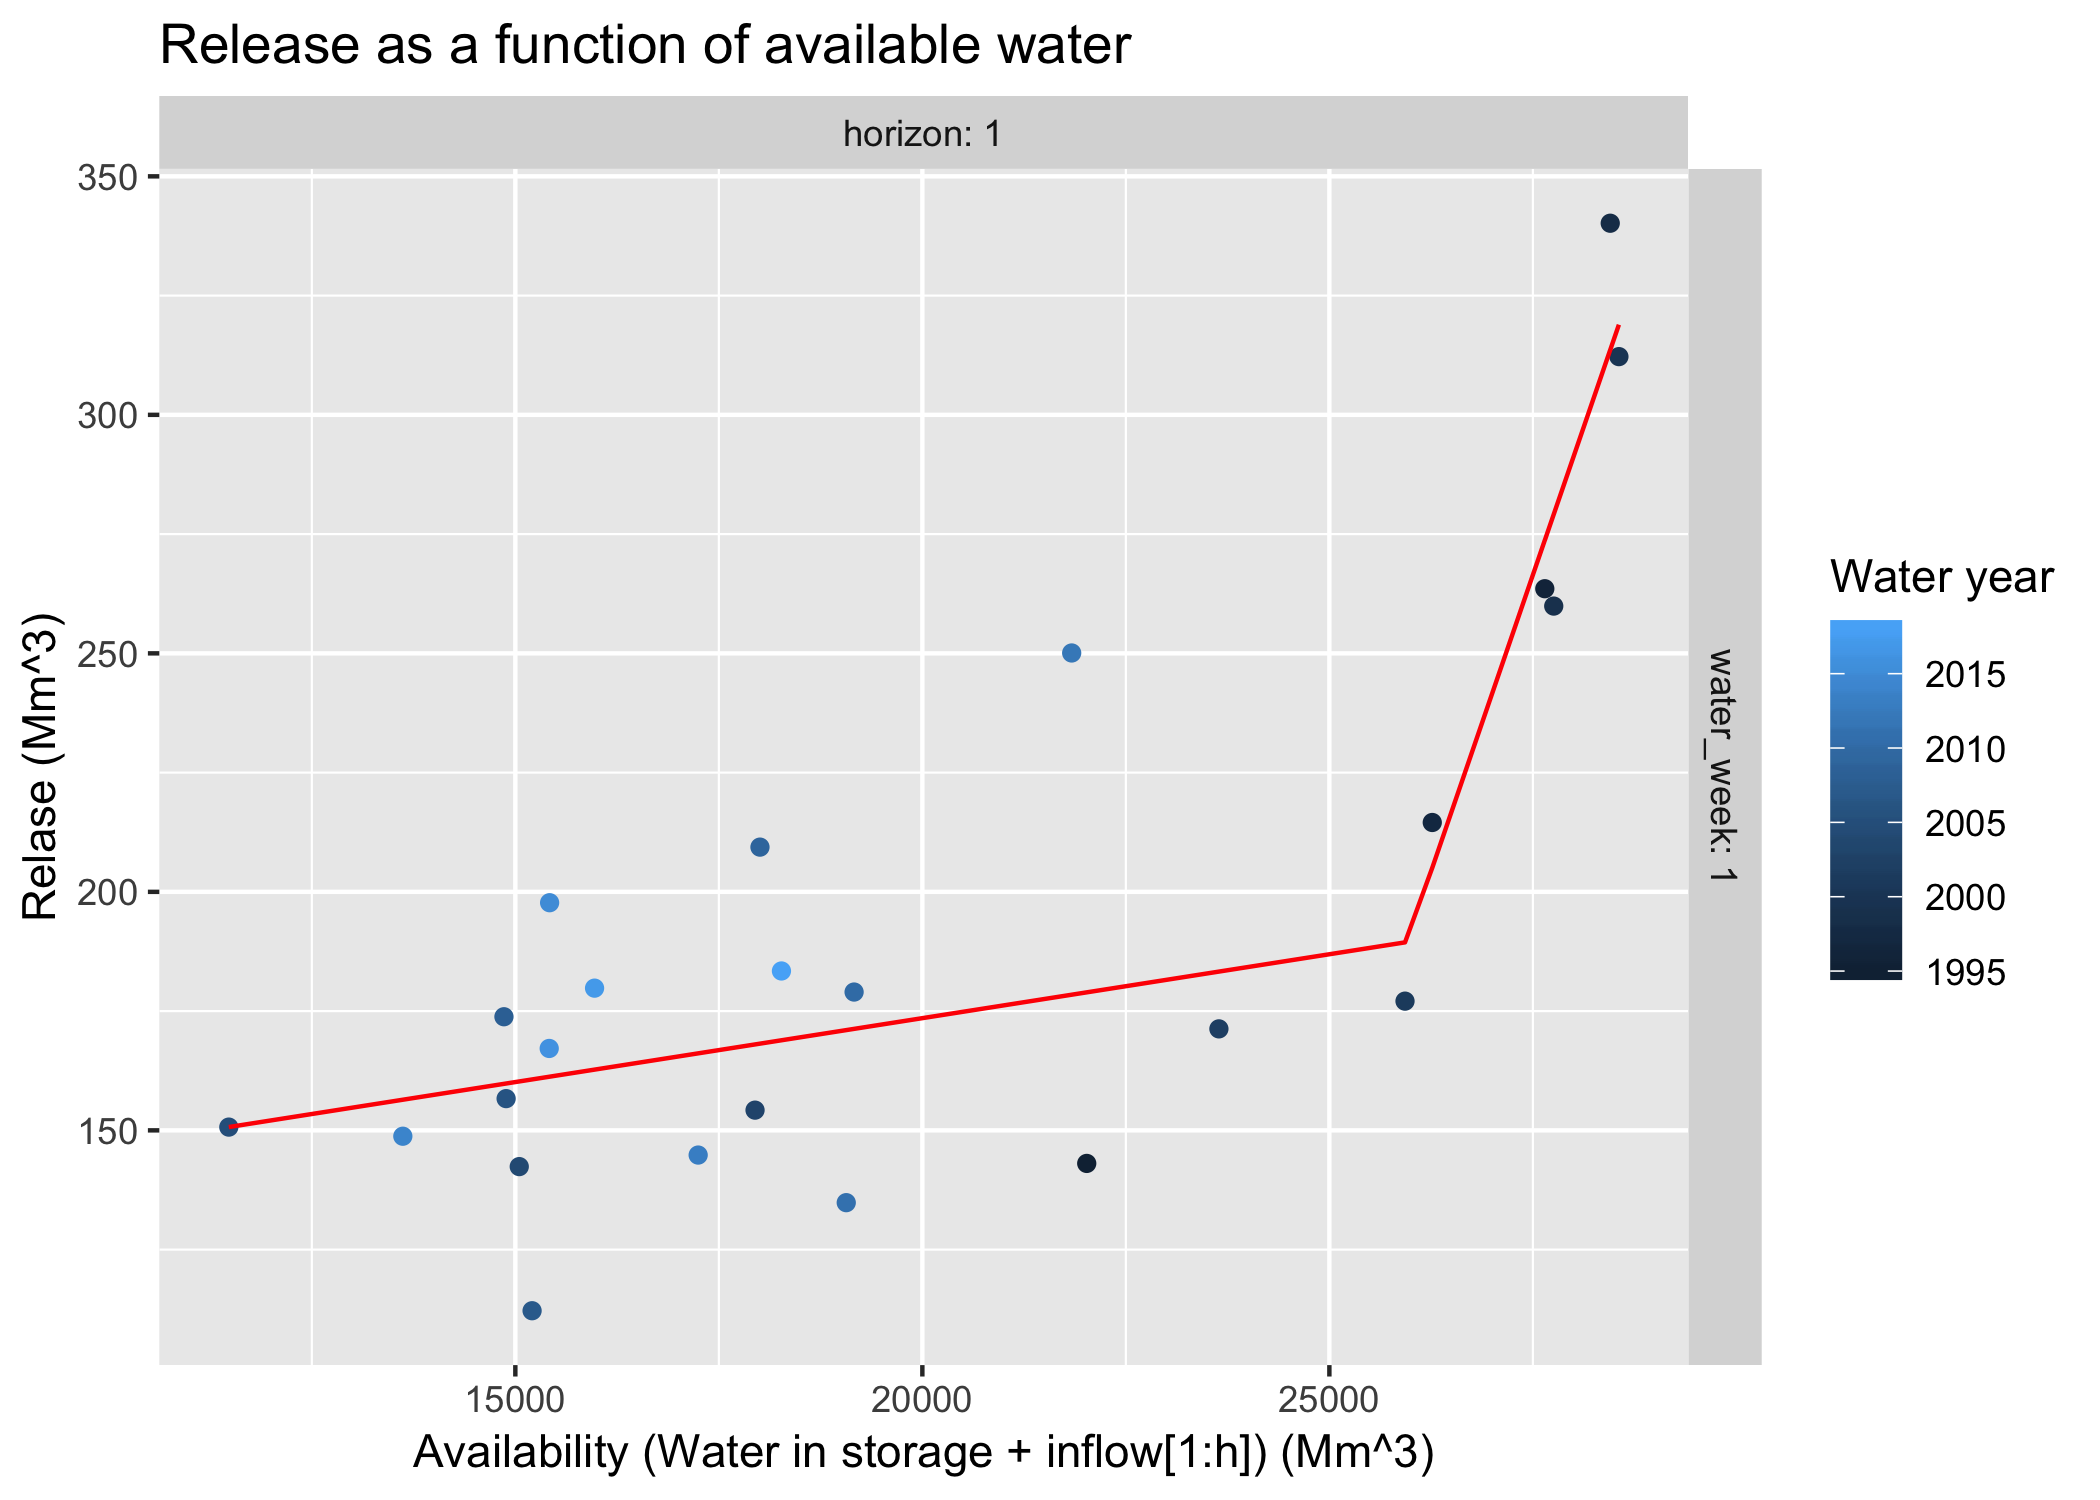 Release as a function of available water
horizon: 1
350
300
250
200
150
Relase (Mm^3)
water_week: 1
15000
20000
25000
Availability (Water in storage + inflow[1:h]) (Mm^3)
Water year
2015
2010
2005
2000
1995